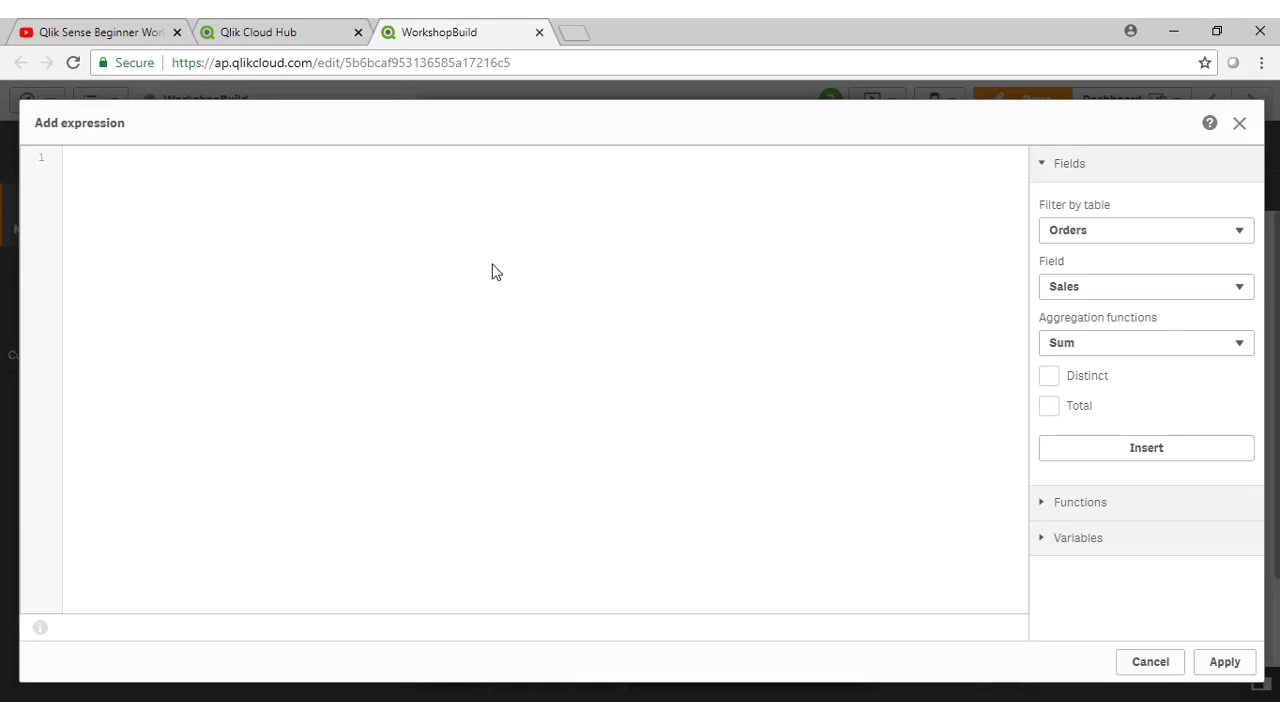 Qlik Sense Beginner Wor
Qlik Cloud Hub
WorkshopBuild
Secure
https://ap.qlikcloud.com/edit/5b6bcaf953136585a17216c5
WorkshopBuild
Add expression
1
Fields
Filter by table
Orders
Field
Sales
Aggregation functions
Sum
Distinct
Total
Insert
Functions
Variables
Cancel
Apply